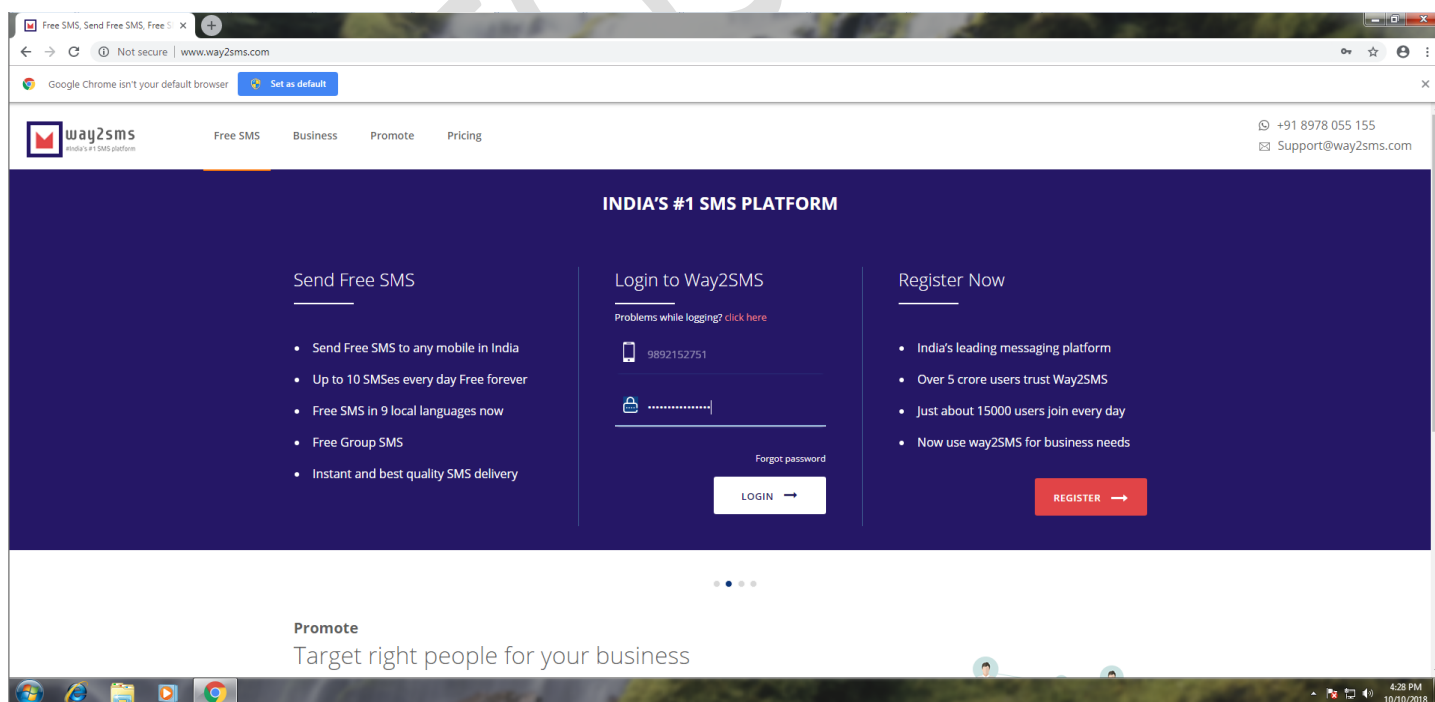 Free SMS, Send Free SMS, Free S
Not secure | www.way2sms.com
Google Chrome isn't your default browser Set as default
way2sms
#India's #1 SMS platform
Free SMS Business Promote Pricing
+91 8978 055 155
Support@way2sms.com
INDIA'S #1 SMS PLATFORM
Send Free SMS
• Send Free SMS to any mobile in India
• Up to 10 SMSes every day Free forever
• Free SMS in 9 local languages now
• Free Group SMS
• Instant and best quality SMS delivery
Login to Way2SMS
Problems while logging? click here
9892152751
Forgot password
LOGIN
Register Now
• India's leading messaging platform
• Over 5 crore users trust Way2SMS
• Just about 15000 users join every day
• Now use way2SMS for business needs
REGISTER
Promote
Target right people for your business
4:28 PM
10/10/2018